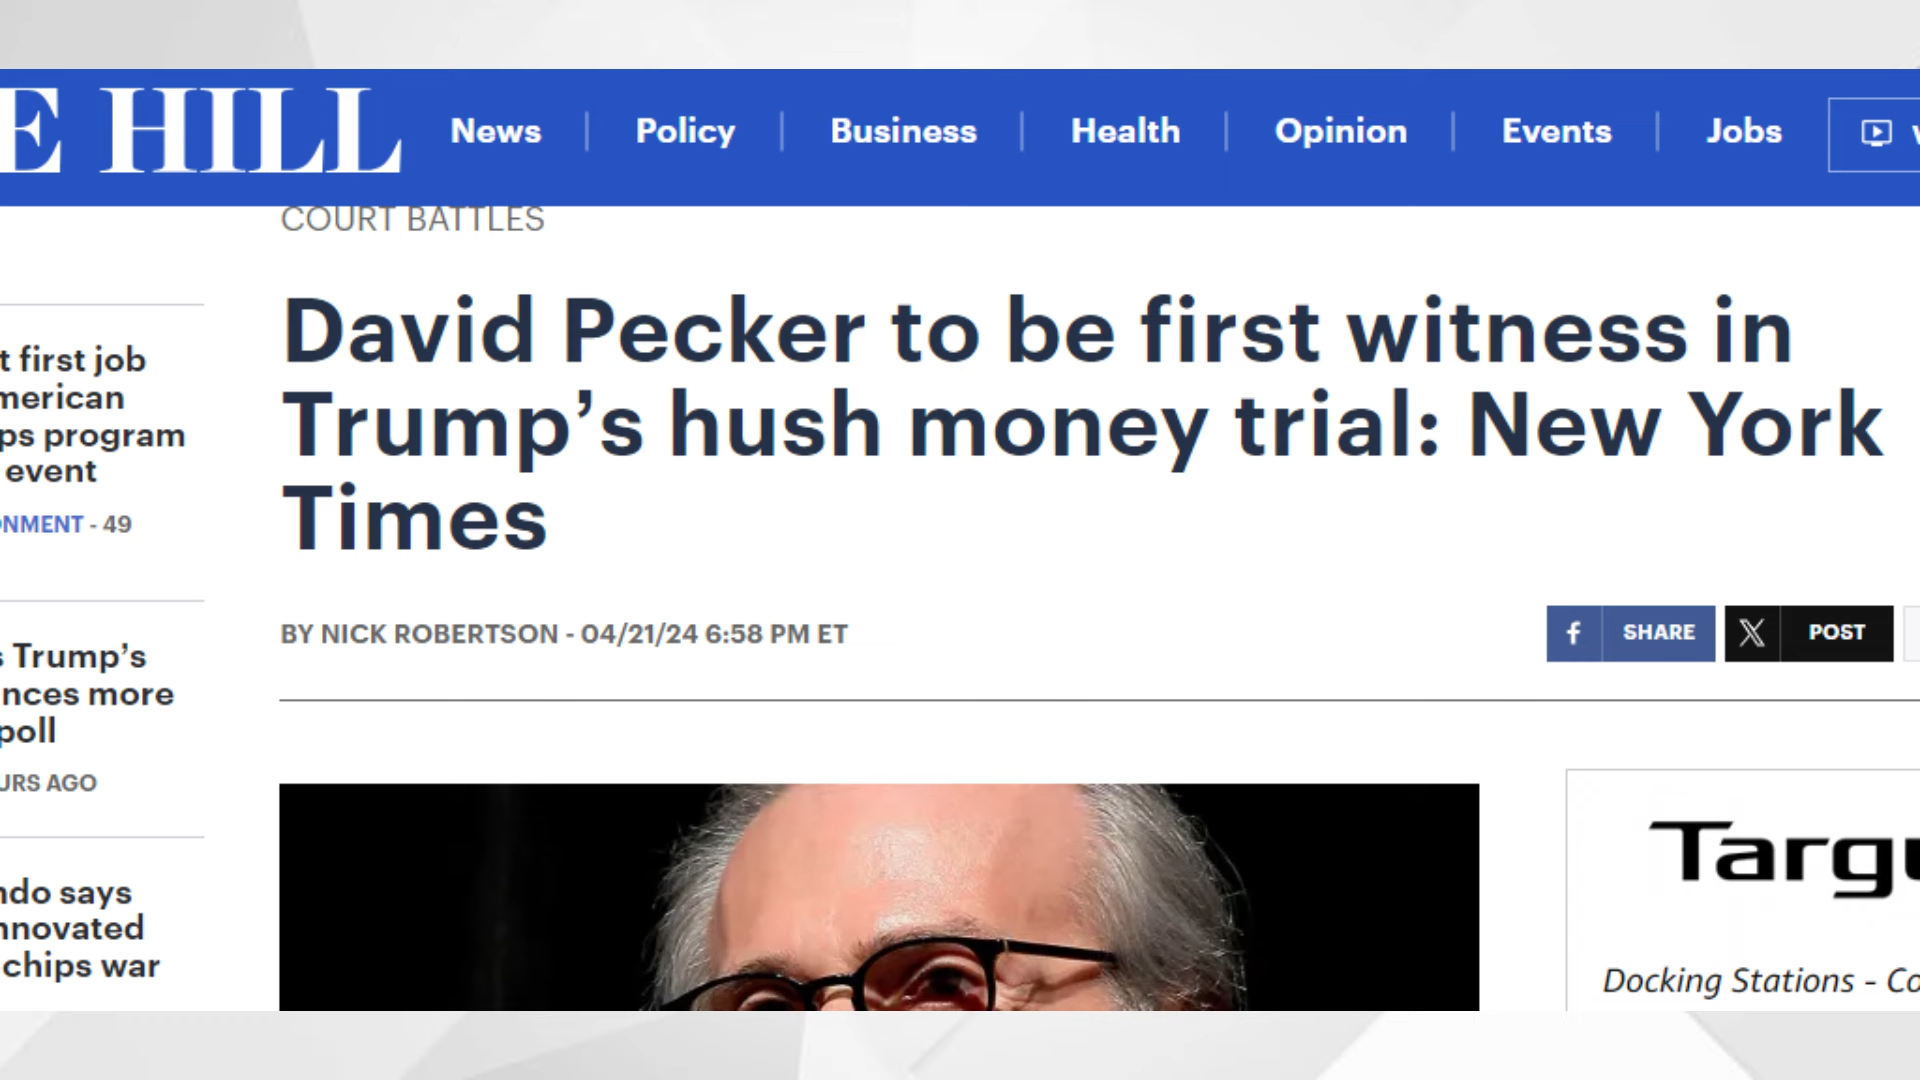 E HILL
News
Policy
Business
Health
Opinion
Events
Jobs
COURT BATTLES
David Pecker to be first witness in
Trump’s hush money trial: New York
Times
BY NICK ROBERTSON - 04/21/24 6:58 PM ET
SHARE
POST
t first job
merican
ps program
event
ONMENT - 49
s Trump’s
nces more
poll
URS AGO
ndo says
nnovated
chips war
Targu
Docking Stations - Co